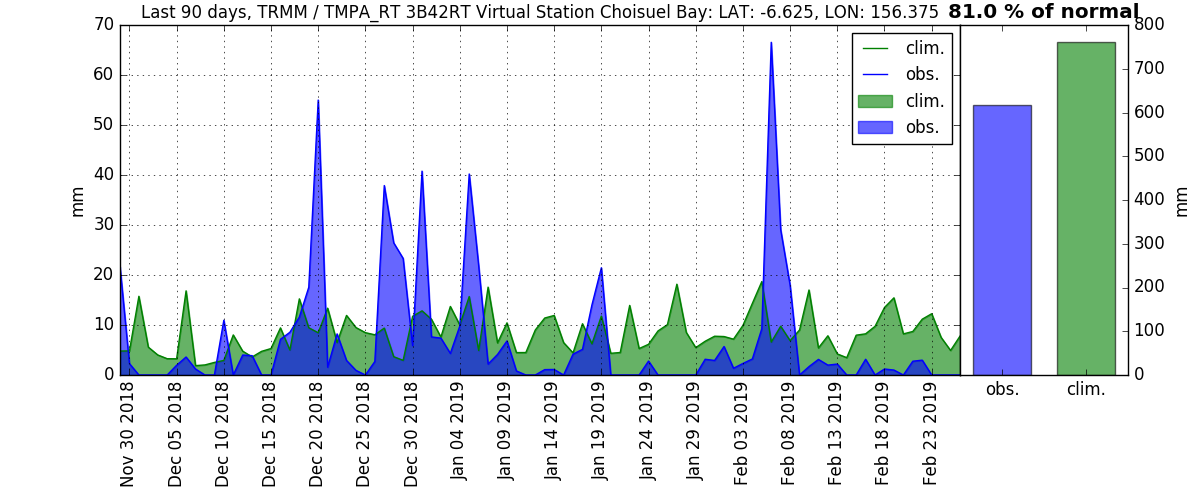 Last 90 days, TRMM / TMPA_RT 3B42RT Virtual Station Choisuel Bay: LAT: -6.625, LON: 156.375
81.0 % of normal
70
60
50
40
30
20
10
0
mm
clim.
obs.
clim.
obs.
800
700
600
500
400
300
200
100
0
mm
Nov 30 2018
Dec 05 2018
Dec 10 2018
Dec 15 2018
Dec 20 2018
Dec 25 2018
Dec 30 2018
Jan 04 2019
Jan 09 2019
Jan 14 2019
Jan 19 2019
Jan 24 2019
Jan 29 2019
Feb 03 2019
Feb 08 2019
Feb 13 2019
Feb 18 2019
Feb 23 2019
obs.
clim.